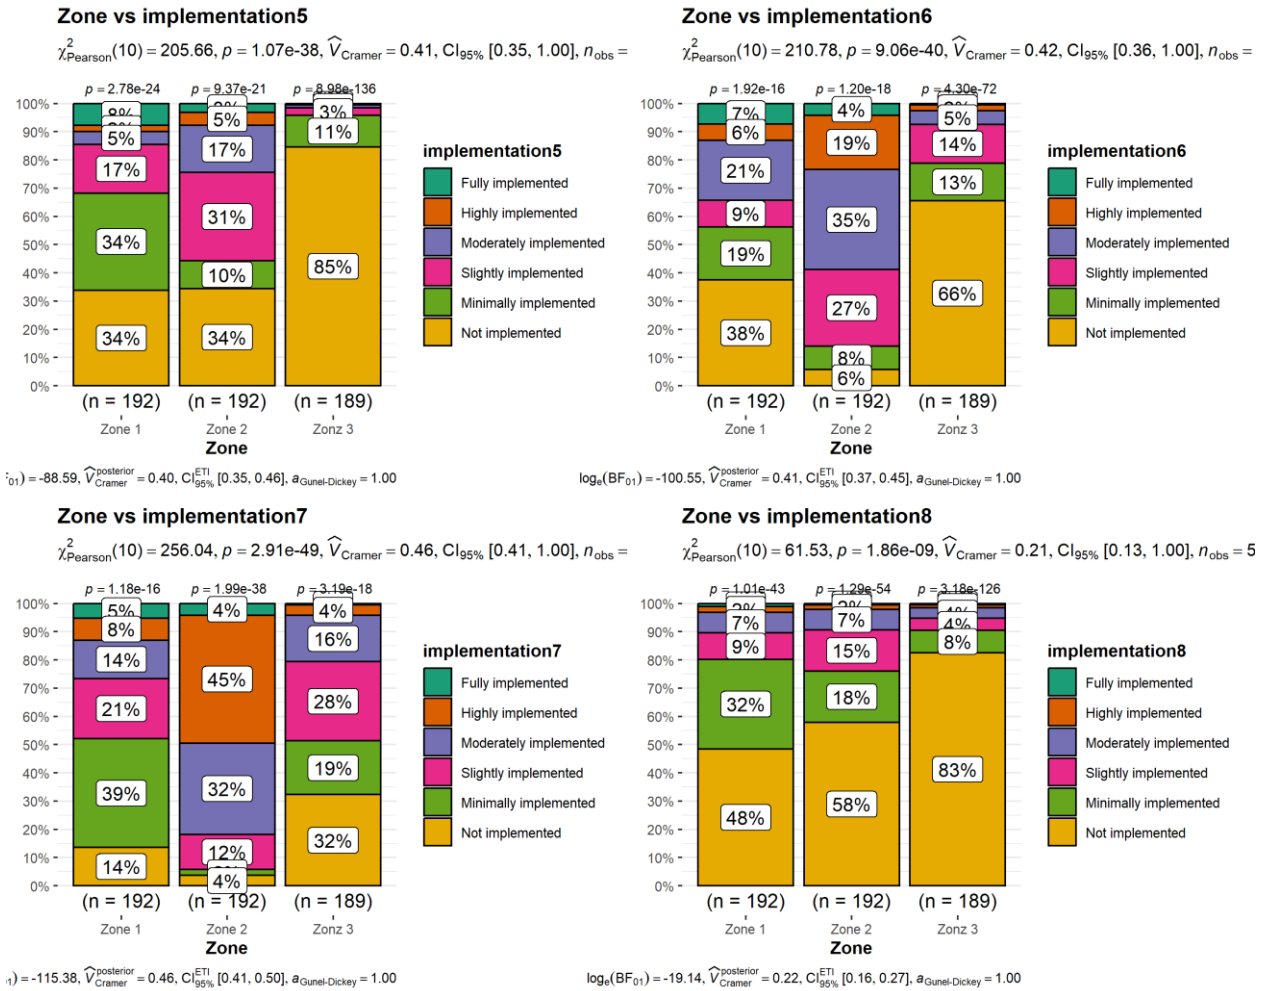 Zone vs implementation5
χ²Pearson(10) = 205.66, p = 1.07e-38, V̂Cramer = 0.41, CI95% [0.35, 1.00], nobs =
p = 2.78e-24 p = 9.37e-21 p = 8.98e-136
100%
90%
80%
70%
60%
50%
40%
30%
20%
10%
0%
8%
5%
17%
34%
34%
5%
17%
31%
10%
34%
3%
11%
85%
(n = 192) (n = 192) (n = 189)
Zone 1 Zone 2 Zonz 3
Zone
implementation5
Fully implemented
Highly implemented
Moderately implemented
Slightly implemented
Minimally implemented
Not implemented
01) = -88.59, V̂Cramer posterior = 0.40, CI95% ETI [0.35, 0.46], aGunel-Dickey = 1.00
Zone vs implementation6
χ²Pearson(10) = 210.78, p = 9.06e-40, V̂Cramer = 0.42, CI95% [0.36, 1.00], nobs =
p = 1.92e-16 p = 1.20e-18 p = 4.30e-72
100%
90%
80%
70%
60%
50%
40%
30%
20%
10%
0%
7%
6%
21%
9%
19%
38%
4%
19%
35%
27%
8%
6%
5%
14%
13%
66%
(n = 192) (n = 192) (n = 189)
Zone 1 Zone 2 Zonz 3
Zone
implementation6
Fully implemented
Highly implemented
Moderately implemented
Slightly implemented
Minimally implemented
Not implemented
loge(BF01) = -100.55, V̂Cramer posterior = 0.41, CI95% ETI [0.37, 0.45], aGunel-Dickey = 1.00
Zone vs implementation7
χ²Pearson(10) = 256.04, p = 2.91e-49, V̂Cramer = 0.46, CI95% [0.41, 1.00], nobs =
p = 1.18e-16 p = 1.99e-38 p = 3.19e-18
100%
90%
80%
70%
60%
50%
40%
30%
20%
10%
0%
5%
8%
14%
21%
39%
14%
4%
45%
32%
12%
4%
4%
16%
28%
19%
32%
(n = 192) (n = 192) (n = 189)
Zone 1 Zone 2 Zonz 3
Zone
implementation7
Fully implemented
Highly implemented
Moderately implemented
Slightly implemented
Minimally implemented
Not implemented
1) = -115.38, V̂Cramer posterior = 0.46, CI95% ETI [0.41, 0.50], aGunel-Dickey = 1.00
Zone vs implementation8
χ²Pearson(10) = 61.53, p = 1.86e-09, V̂Cramer = 0.21, CI95% [0.13, 1.00], nobs = 5
p = 1.01e-43 p = 1.29e-54 p = 3.18e-126
100%
90%
80%
70%
60%
50%
40%
30%
20%
10%
0%
7%
9%
32%
48%
7%
15%
18%
58%
4%
8%
83%
(n = 192) (n = 192) (n = 189)
Zone 1 Zone 2 Zonz 3
Zone
implementation8
Fully implemented
Highly implemented
Moderately implemented
Slightly implemented
Minimally implemented
Not implemented
loge(BF01) = -19.14, V̂Cramer posterior = 0.22, CI95% ETI [0.16, 0.27], aGunel-Dickey = 1.00